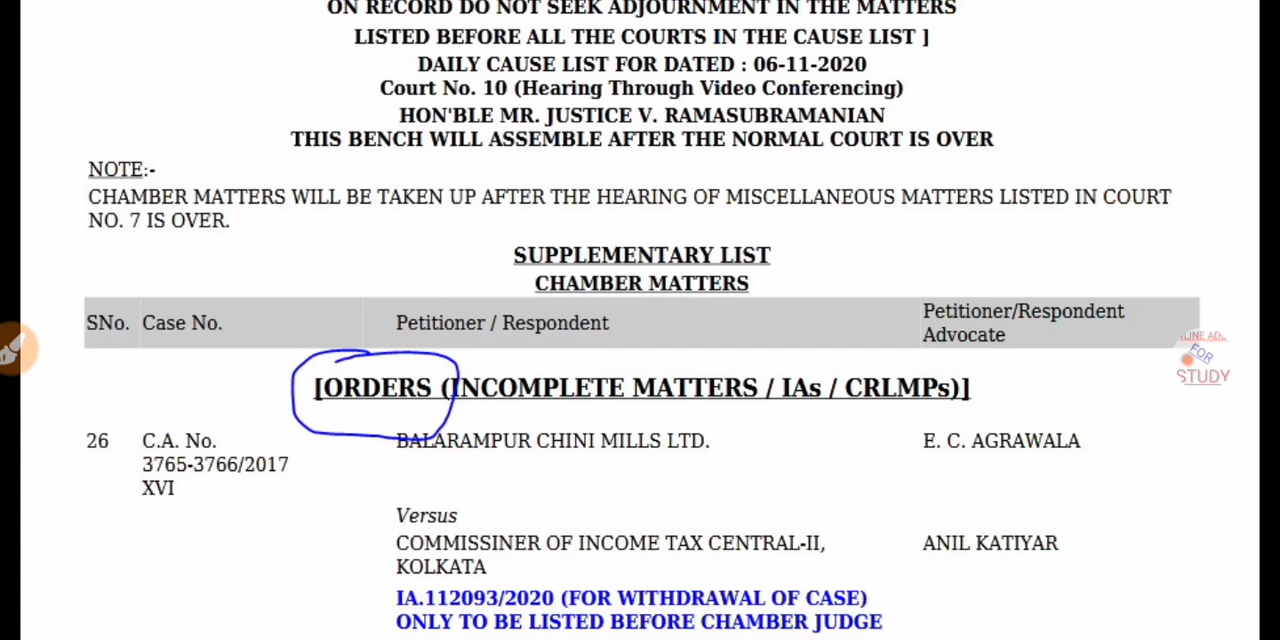 ON RECORD DO NOT SEEK ADJOURNMENT IN THE MATTERS
LISTED BEFORE ALL THE COURTS IN THE CAUSE LIST ]
DAILY CAUSE LIST FOR DATED : 06-11-2020
Court No. 10 (Hearing Through Video Conferencing)
HON'BLE MR. JUSTICE V. RAMASUBRAMANIAN
THIS BENCH WILL ASSEMBLE AFTER THE NORMAL COURT IS OVER
NOTE:-
CHAMBER MATTERS WILL BE TAKEN UP AFTER THE HEARING OF MISCELLANEOUS MATTERS LISTED IN COURT
NO. 7 IS OVER.
SUPPLEMENTARY LIST
CHAMBER MATTERS
SNo. Case No. Petitioner / Respondent Petitioner/Respondent
Advocate
FOR
STUDY
[ORDERS (INCOMPLETE MATTERS / IAs / CRLMPs)]
26 C.A. No. BALARAMPUR CHINI MILLS LTD. E. C. AGRAWALA
3765-3766/2017
XVI
Versus
COMMISSINER OF INCOME TAX CENTRAL-II, ANIL KATIYAR
KOLKATA
IA.112093/2020 (FOR WITHDRAWAL OF CASE)
ONLY TO BE LISTED BEFORE CHAMBER JUDGE